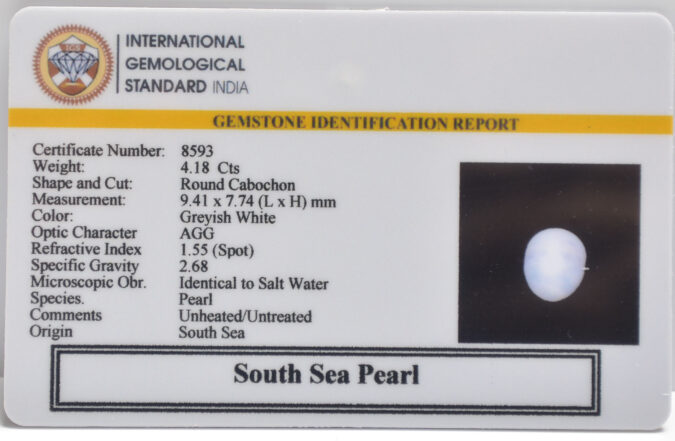 IGS
INTERNATIONAL
GEMOLOGICAL
STANDARD INDIA
GEMSTONE IDENTIFICATION REPORT
Certificate Number: 8593
Weight: 4.18 Cts
Shape and Cut: Round Cabochon
Measurement: 9.41 x 7.74 (L x H) mm
Color: Greyish White
Optic Character AGG
Refractive Index 1.55 (Spot)
Specific Gravity 2.68
Microscopic Obr. Identical to Salt Water
Species. Pearl
Comments Unheated/Untreated
Origin South Sea
South Sea Pearl